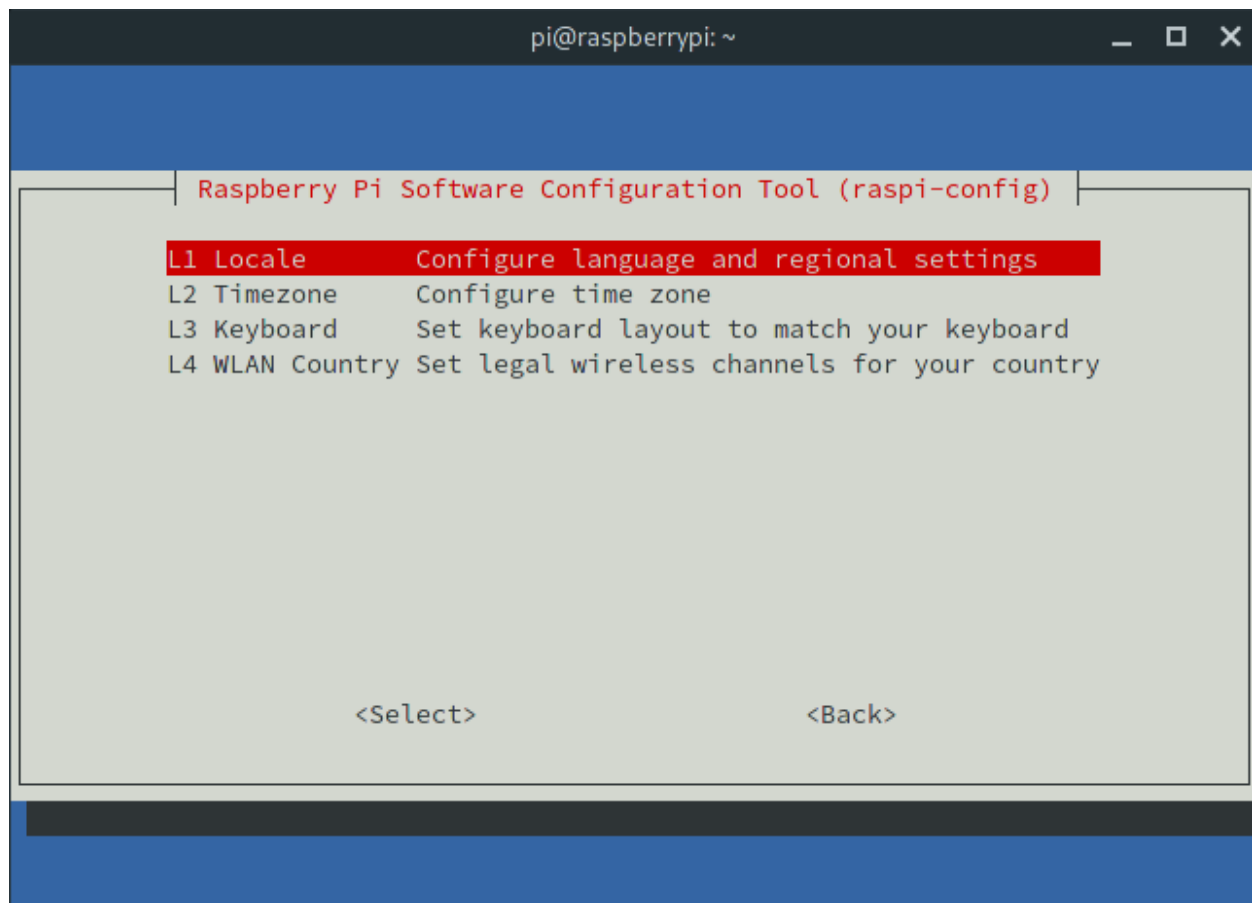 pi@raspberrypi: ~
Raspberry Pi Software Configuration Tool (raspi-config)
L1 Locale Configure language and regional settings
L2 Timezone Configure time zone
L3 Keyboard Set keyboard layout to match your keyboard
L4 WLAN Country Set legal wireless channels for your country
<Select> <Back>